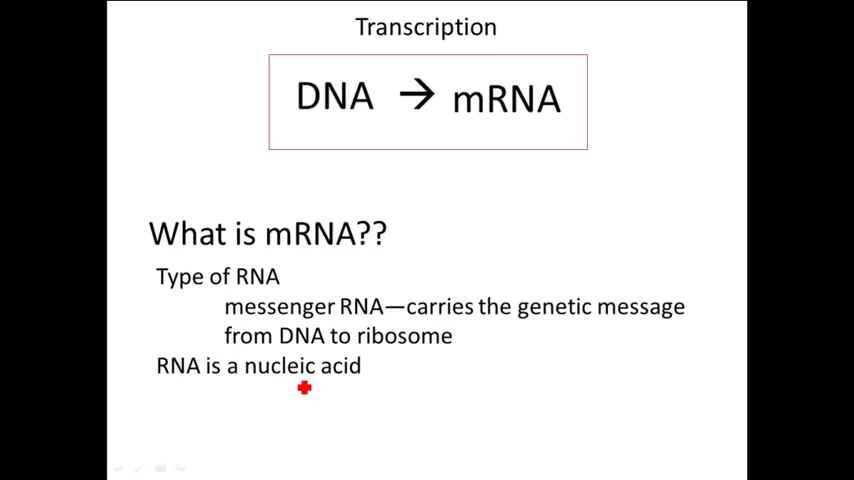 Transcription
DNA → mRNA
What is mRNA??
Type of RNA
messenger RNA—carries the genetic message
from DNA to ribosome
RNA is a nucleic acid